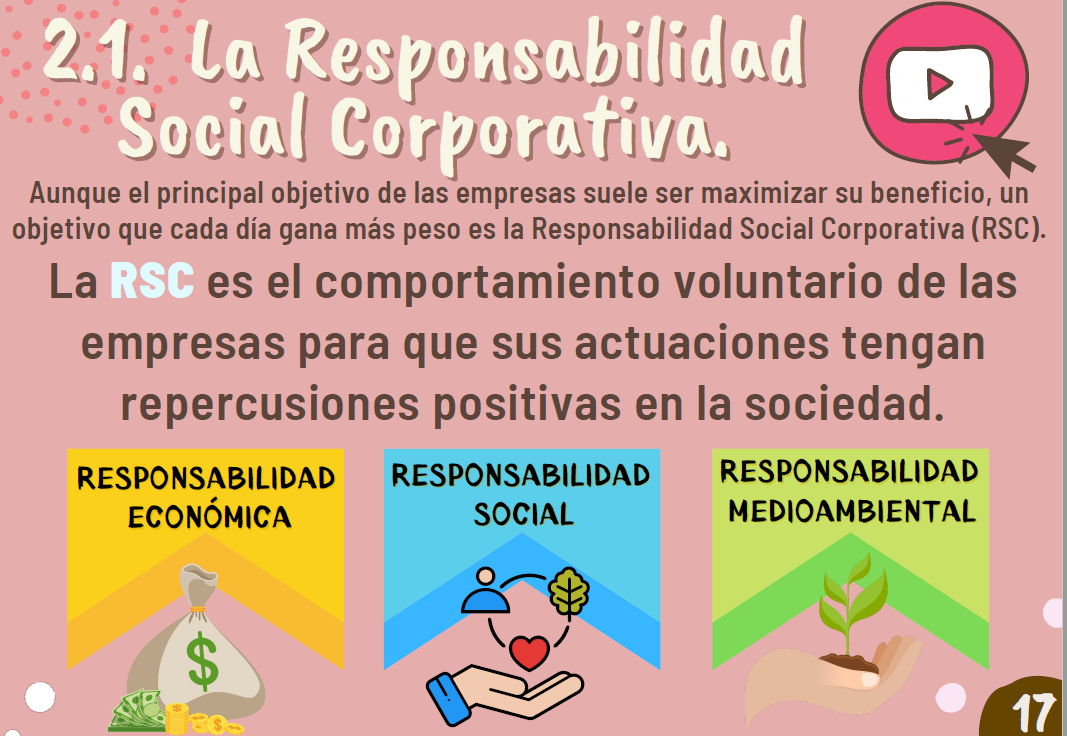 2.1. La Responsabilidad
Social Corporativa.
Aunque el principal objetivo de las empresas suele ser maximizar su beneficio, un
objetivo que cada día gana más peso es la Responsabilidad Social Corporativa (RSC).
La RSC es el comportamiento voluntario de las
empresas para que sus actuaciones tengan
repercusiones positivas en la sociedad.
RESPONSABILIDAD
ECONÓMICA
RESPONSABILIDAD
SOCIAL
RESPONSABILIDAD
MEDIOAMBIENTAL
$
17